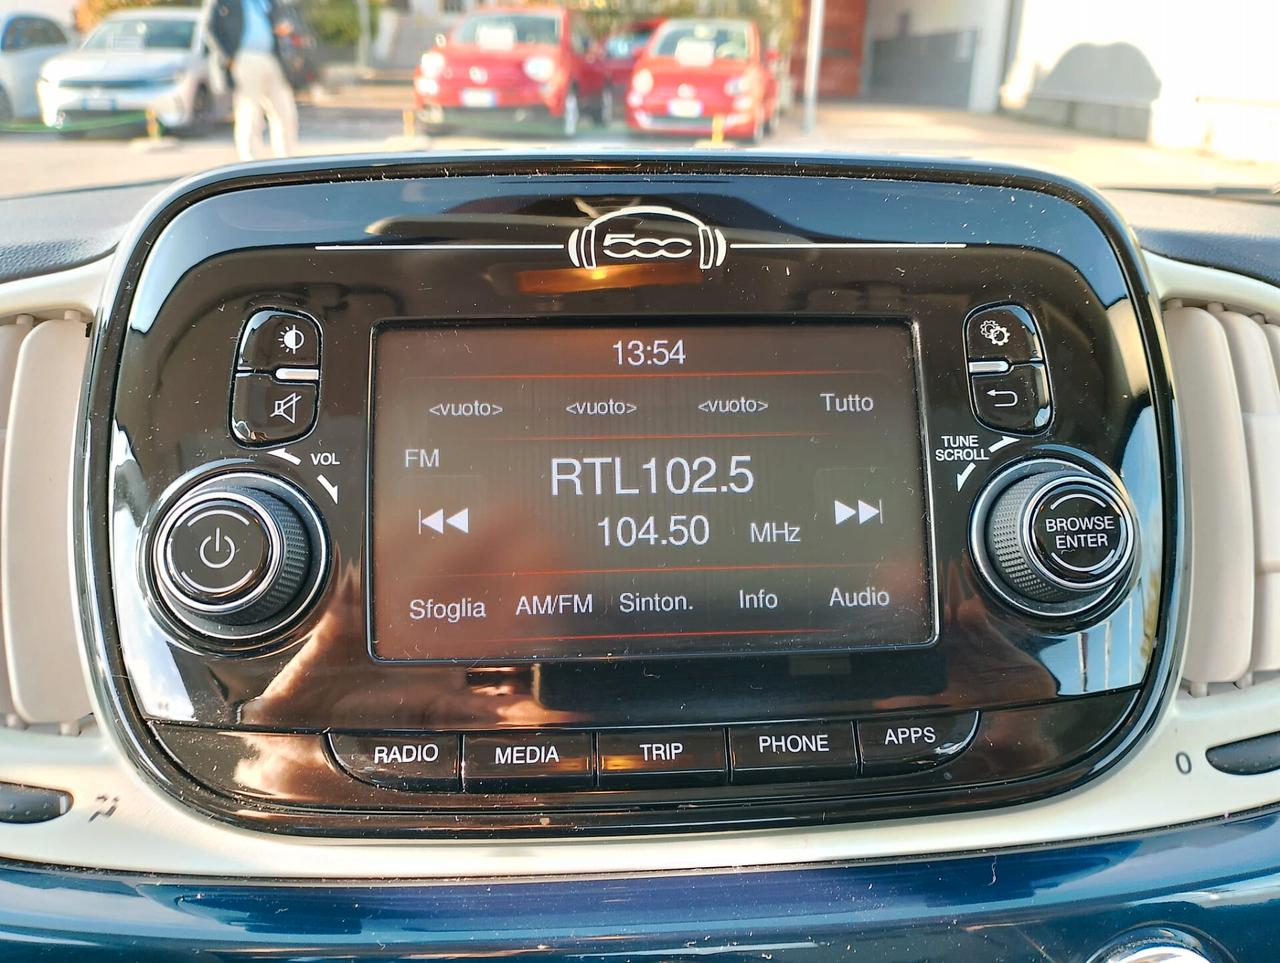 500
13:54
<vuoto> <vuoto> <vuoto> Tutto
FM
RTL102.5
104.50 MHz
Sfoglia AM/FM Sinton. Info Audio
VOL
TUNE
SCROLL
BROWSE
ENTER
RADIO MEDIA TRIP PHONE APPS
0